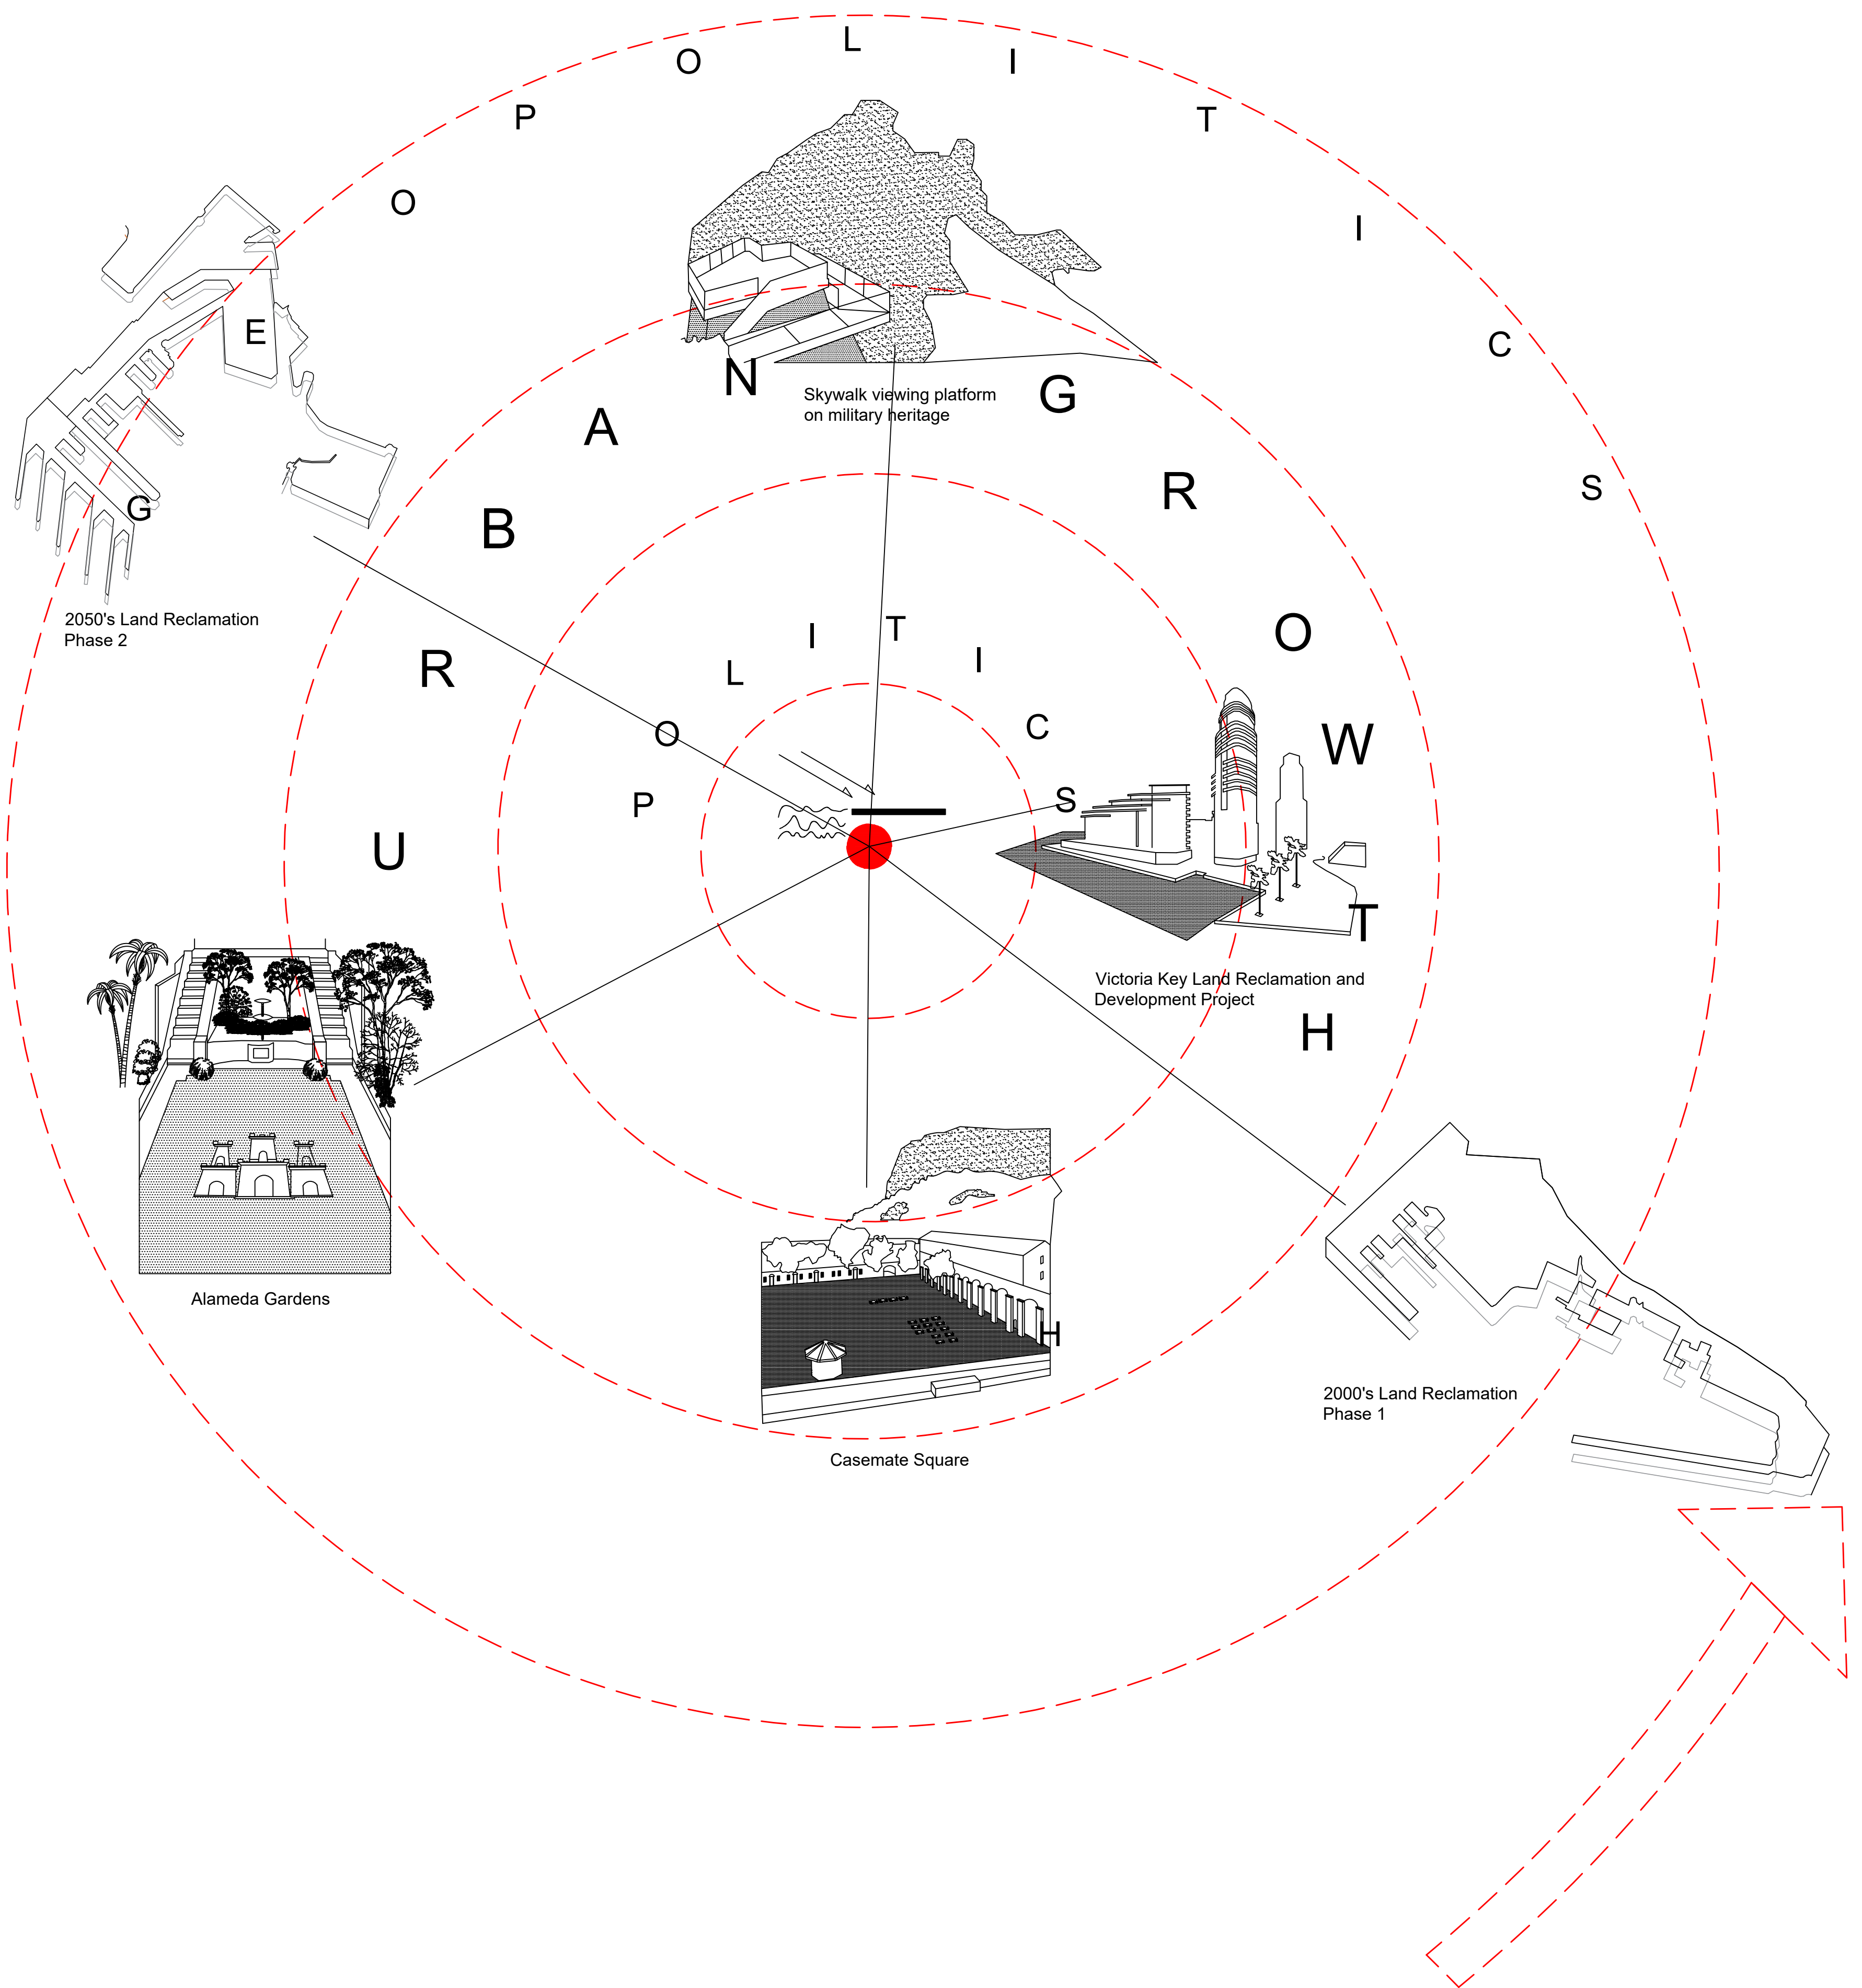 GEOPOLITICS
URBAN GROWTH
POLITICS
H
Skywalk viewing platform
on military heritage
2050's Land Reclamation
Phase 2
Victoria Key Land Reclamation and
Development Project
Alameda Gardens
2000's Land Reclamation
Phase 1
Casemate Square